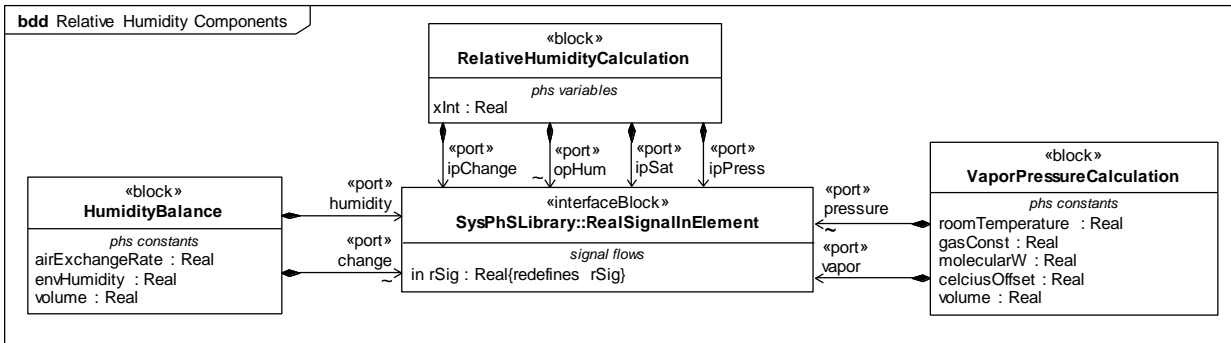 bdd Relative Humidity Components
«block»
RelativeHumidityCalculation
phs variables
xInt : Real
«port»
ipChange
«port»
opHum
~
«port»
ipSat
«port»
ipPress
«block»
HumidityBalance
phs constants
airExchangeRate : Real
envHumidity : Real
volume : Real
«port»
humidity
«port»
change
~
«interfaceBlock»
SysPhSLibrary::RealSignalInElement
signal flows
in rSig : Real{redefines rSig}
«port»
pressure
~
«port»
vapor
«block»
VaporPressureCalculation
phs constants
roomTemperature : Real
gasConst : Real
molecularW : Real
celciusOffset : Real
volume : Real